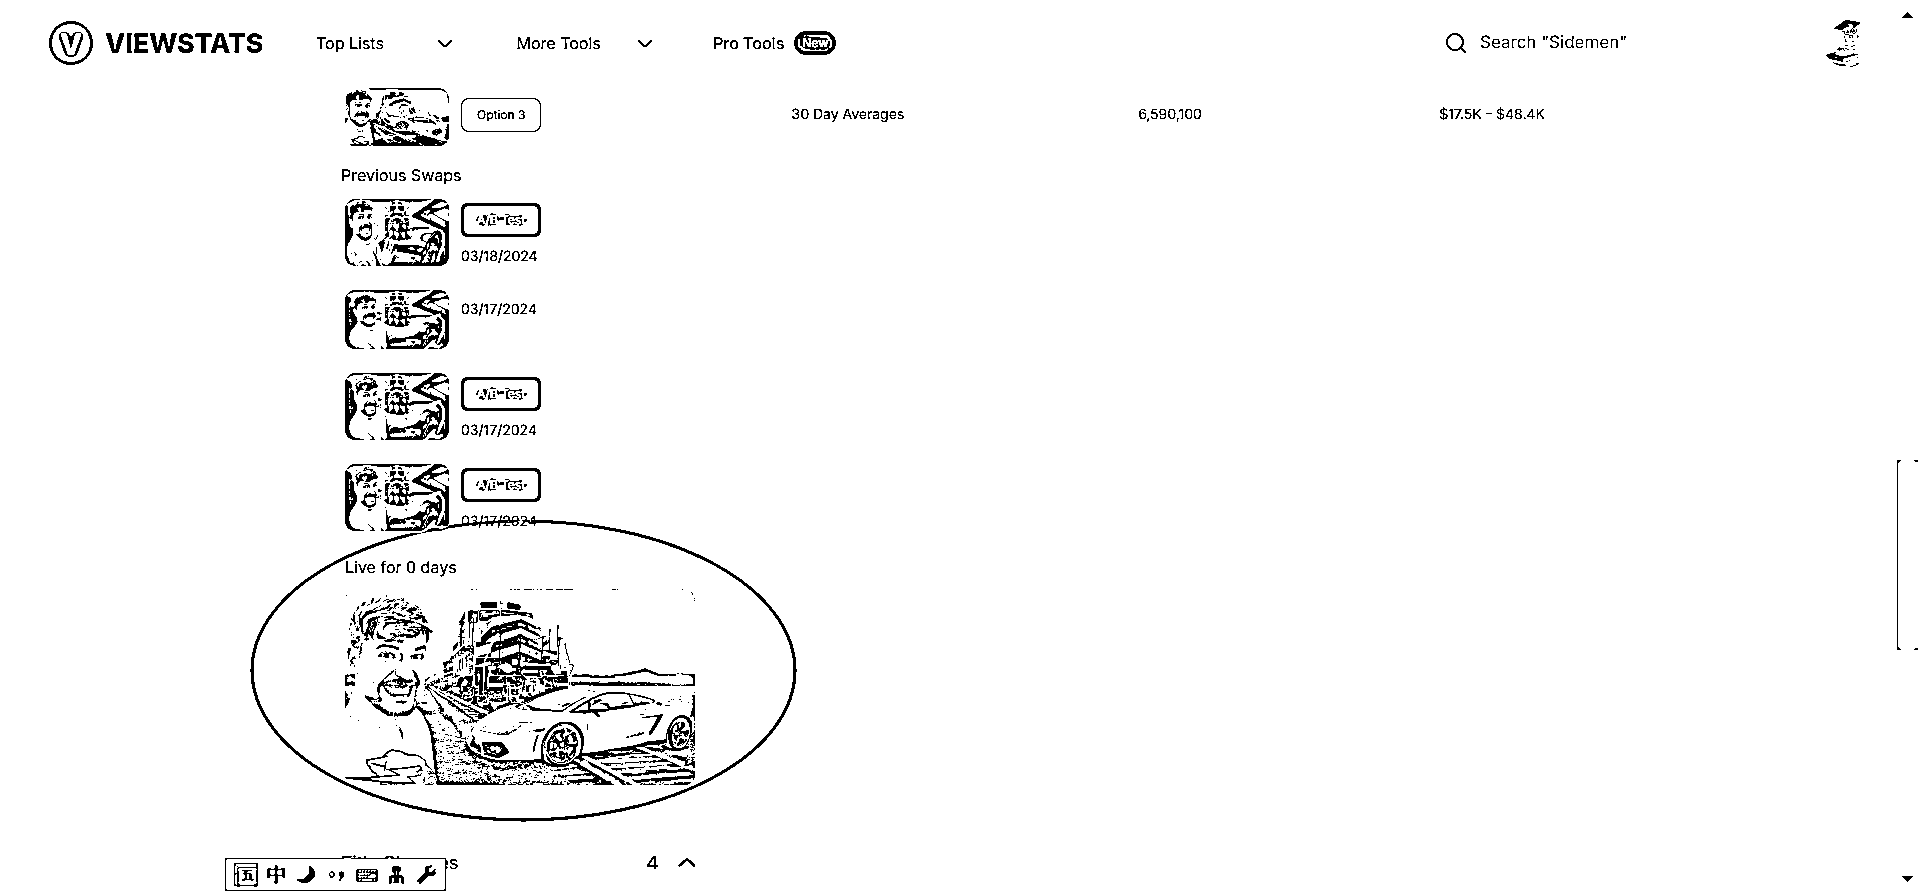 VIEWSTATS Top Lists More Tools Pro Tools New Search "Sidemen"
Option 3 30 Day Averages 6,590,100 $17.5K - $48.4K
Previous Swaps
A/B Test
03/18/2024
03/17/2024
A/B Test
03/17/2024
A/B Test
03/17/2024
Live for 0 days
4
五 中